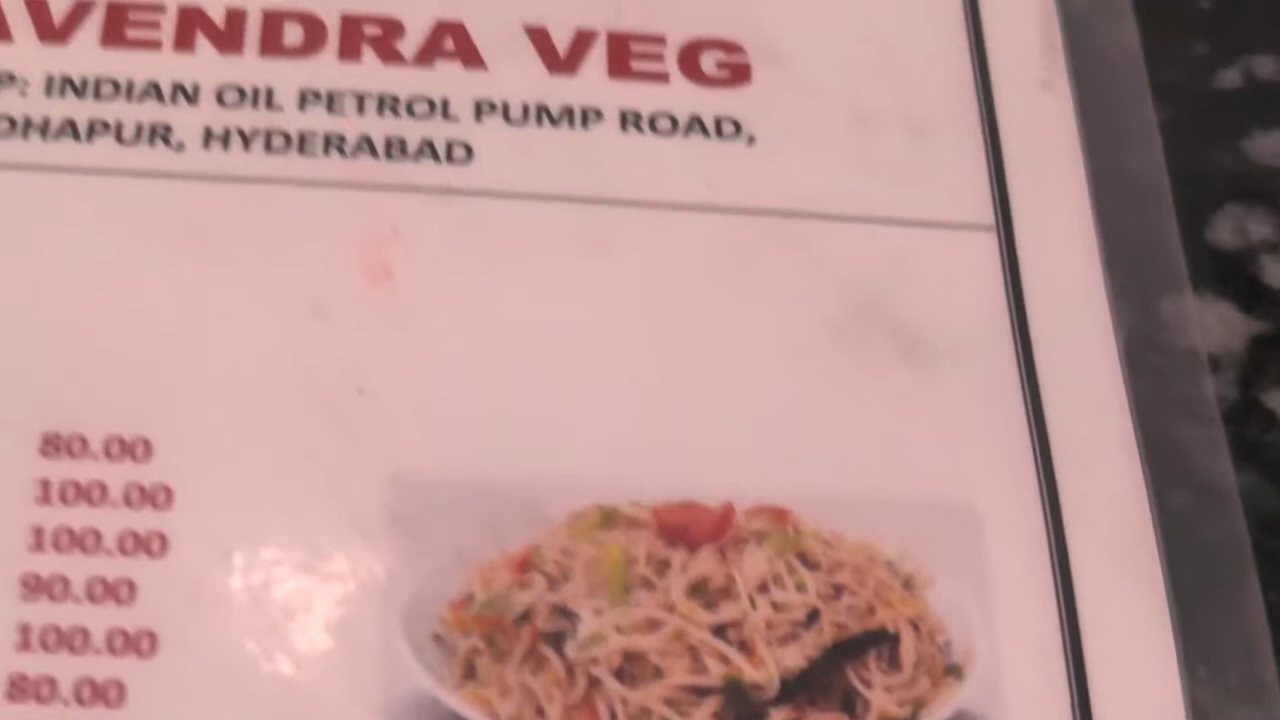 AVENDRA VEG
P: INDIAN OIL PETROL PUMP ROAD,
DHAPUR, HYDERABAD
80.00
100.00
100.00
90.00
100.00
80.00